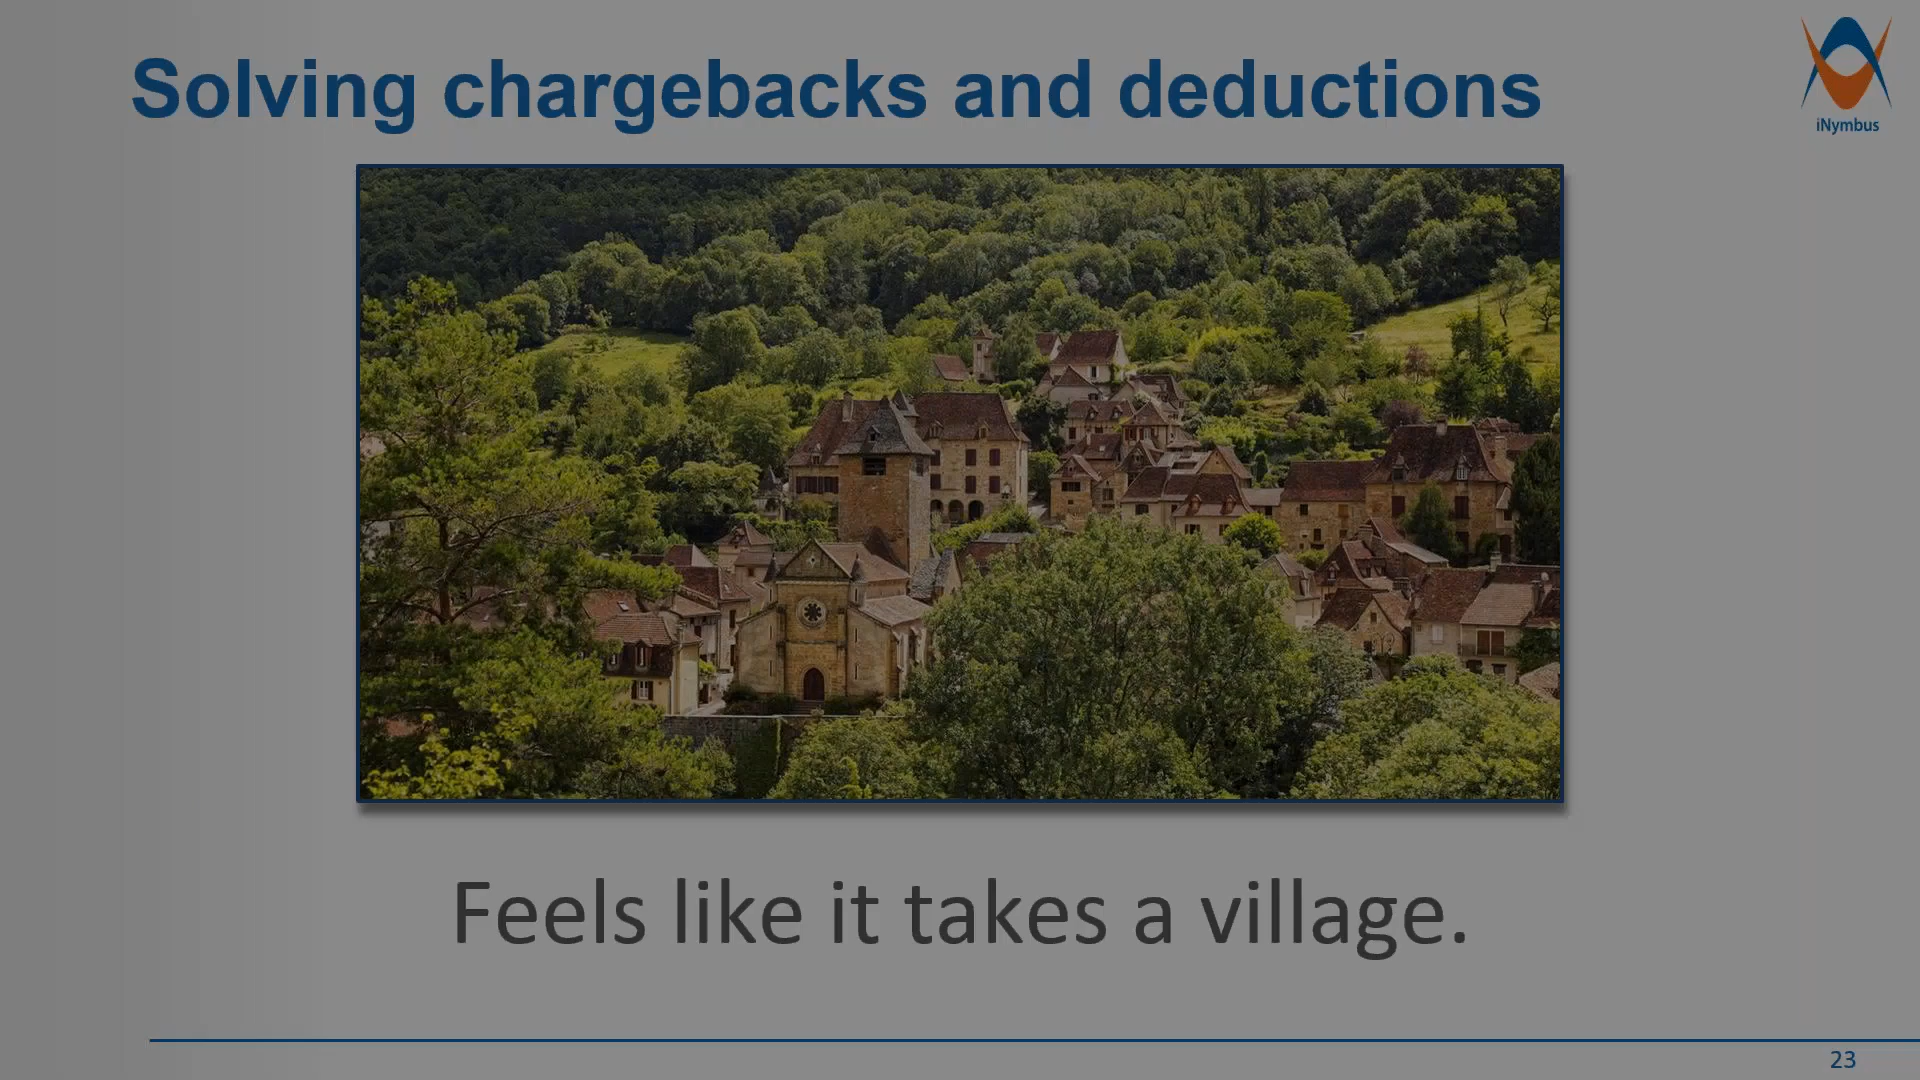 Solving chargebacks and deductions
iNymbus
Feels like it takes a village.
23